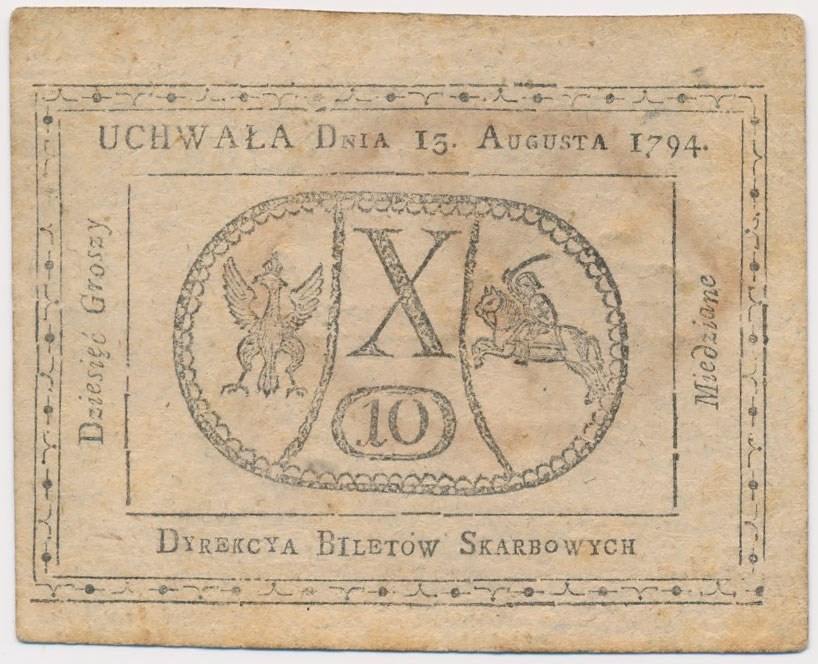 UCHWAŁA DNIA 13. AUGUSTA 1794.
Dziesięć Groszy
X
10
Miedziane
DYREKCYA BILETÓW SKARBOWYCH